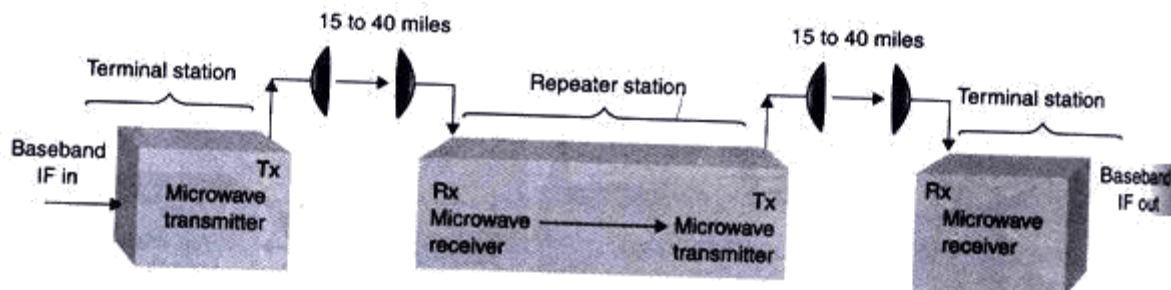 15 to 40 miles
15 to 40 miles
Terminal station
Repeater station
Terminal station
Baseband
IF in
Tx
Microwave
transmitter
Rx
Microwave
receiver
Tx
Microwave
transmitter
Rx
Microwave
receiver
Baseband
IF out